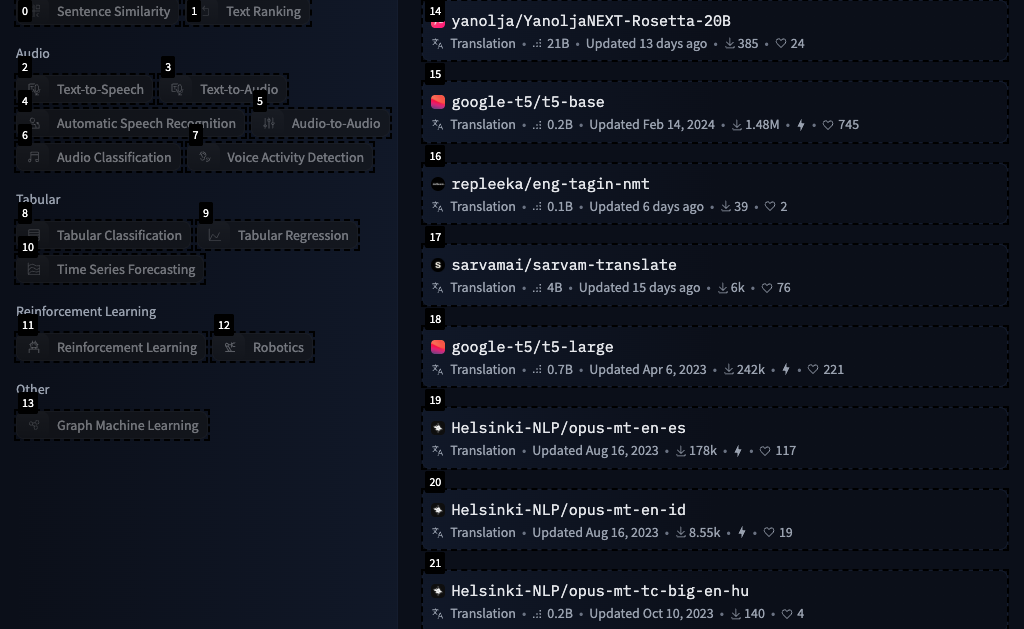 0 Sentence Similarity 1 Text Ranking
Audio
2 3
Text-to-Speech Text-to-Audio
4 5
Automatic Speech Recognition Audio-to-Audio
6 7
Audio Classification Voice Activity Detection
Tabular
8 9
Tabular Classification Tabular Regression
10
Time Series Forecasting
Reinforcement Learning
11 12
Reinforcement Learning Robotics
Other
13
Graph Machine Learning
14
yanolja/YanoljaNEXT-Rosetta-20B
Translation • 21B • Updated 13 days ago • 385 • 24
15
google-t5/t5-base
Translation • 0.2B • Updated Feb 14, 2024 • 1.48M • • 745
16
repleeka/eng-tagin-nmt
Translation • 0.1B • Updated 6 days ago • 39 • 2
17
S sarvamai/sarvam-translate
Translation • 4B • Updated 15 days ago • 6k • 76
18
google-t5/t5-large
Translation • 0.7B • Updated Apr 6, 2023 • 242k • • 221
19
Helsinki-NLP/opus-mt-en-es
Translation • Updated Aug 16, 2023 • 178k • • 117
20
Helsinki-NLP/opus-mt-en-id
Translation • Updated Aug 16, 2023 • 8.55k • • 19
21
Helsinki-NLP/opus-mt-tc-big-en-hu
Translation • 0.2B • Updated Oct 10, 2023 • 140 • 4